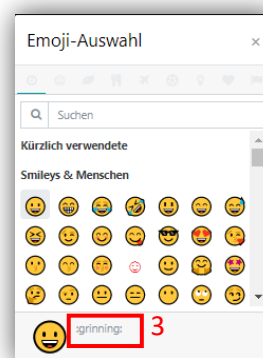 Emoji-Auswahl ×
Suchen
Kürzlich verwendete
Smileys & Menschen
:grinning: 3